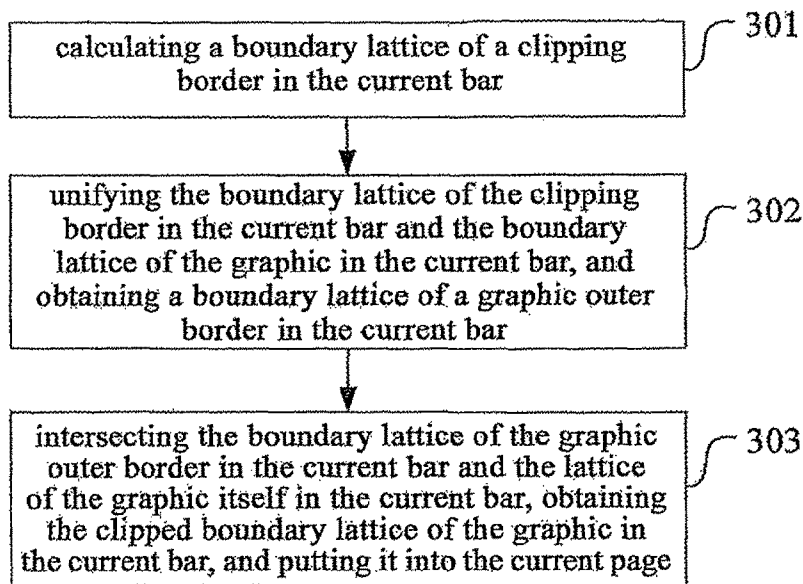 calculating a boundary lattice of a clipping
border in the current bar
301
unifying the boundary lattice of the clipping
border in the current bar and the boundary
lattice of the graphic in the current bar, and
obtaining a boundary lattice of a graphic outer
border in the current bar
302
intersecting the boundary lattice of the graphic
outer border in the current bar and the lattice
of the graphic itself in the current bar, obtaining
the clipped boundary lattice of the graphic in
the current bar, and putting it into the current page
303